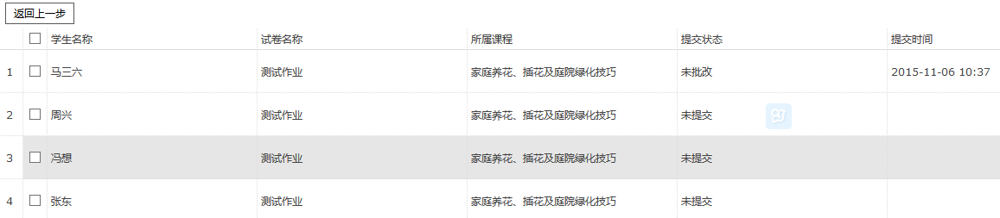 返回上一步
学生名称 试卷名称 所属课程 提交状态 提交时间
1 马三六 测试作业 家庭养花、插花及庭院绿化技巧 未批改 2015-11-06 10:37
2 周兴 测试作业 家庭养花、插花及庭院绿化技巧 未提交
3 冯想 测试作业 家庭养花、插花及庭院绿化技巧 未提交
4 张东 测试作业 家庭养花、插花及庭院绿化技巧 未提交